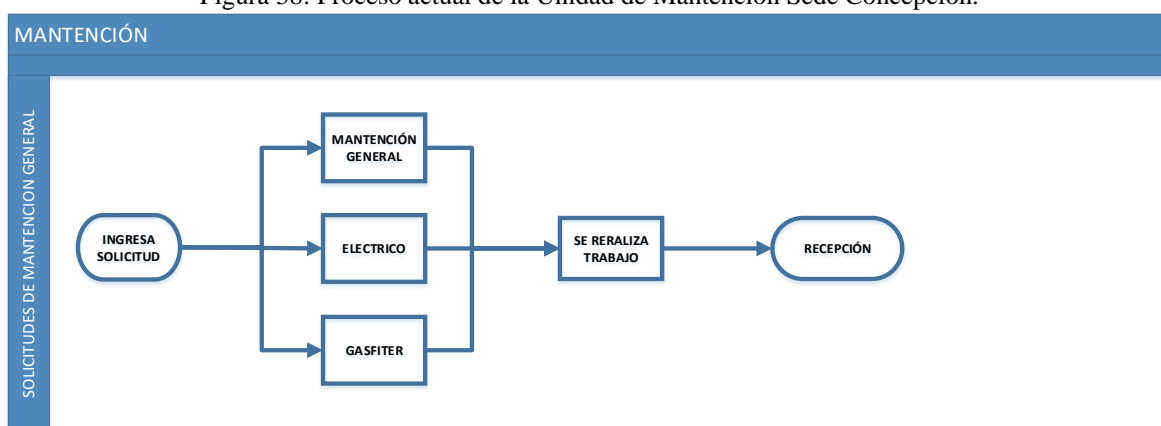 Figura 38: Proceso actual de la Unidad de Mantención Sede Concepción.
MANTENCIÓN
SOLICITUDES DE MANTENCION GENERAL
INGRESA
SOLICITUD
MANTENCIÓN
GENERAL
ELECTRICO
GASFITER
SE RERALIZA
TRABAJO
RECEPCIÓN